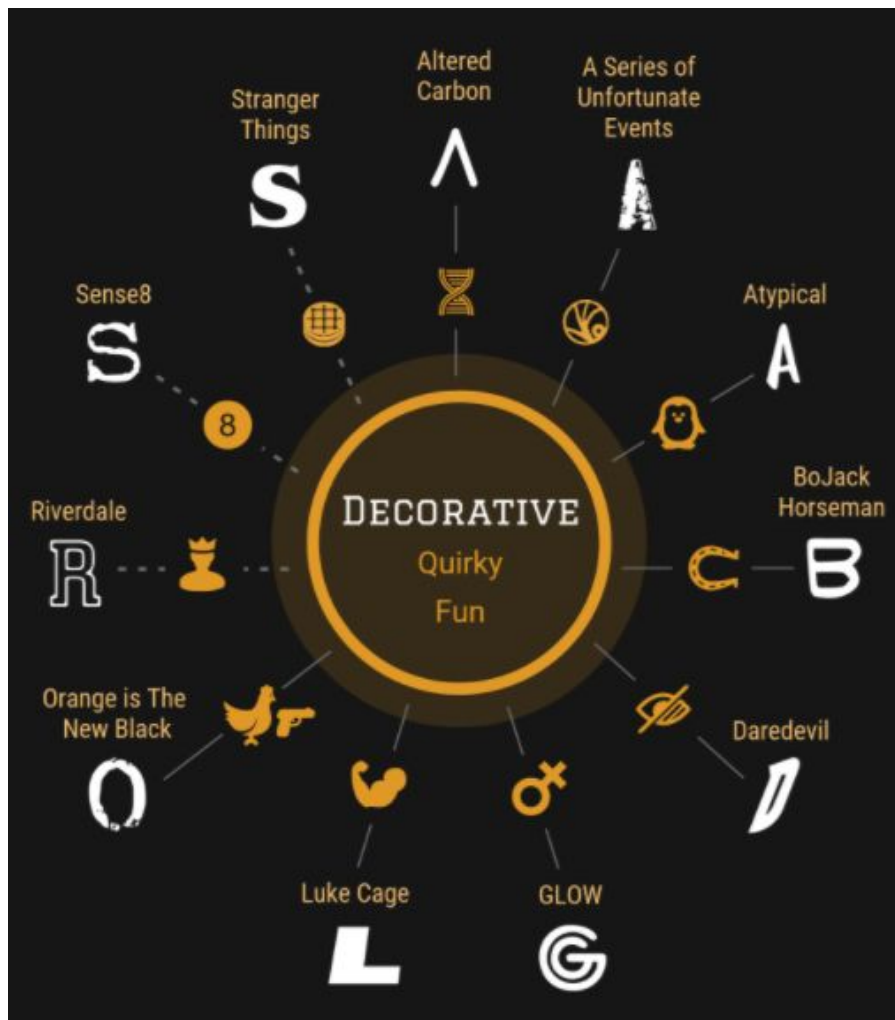 Altered
Carbon
Λ
A Series of
Unfortunate
Events
A
Stranger
Things
S
Sense8
S
8
Atypical
A
BoJack
Horseman
B
Riverdale
R
DECORATIVE
Quirky
Fun
Orange is The
New Black
O
Daredevil
D
Luke Cage
L
GLOW
G